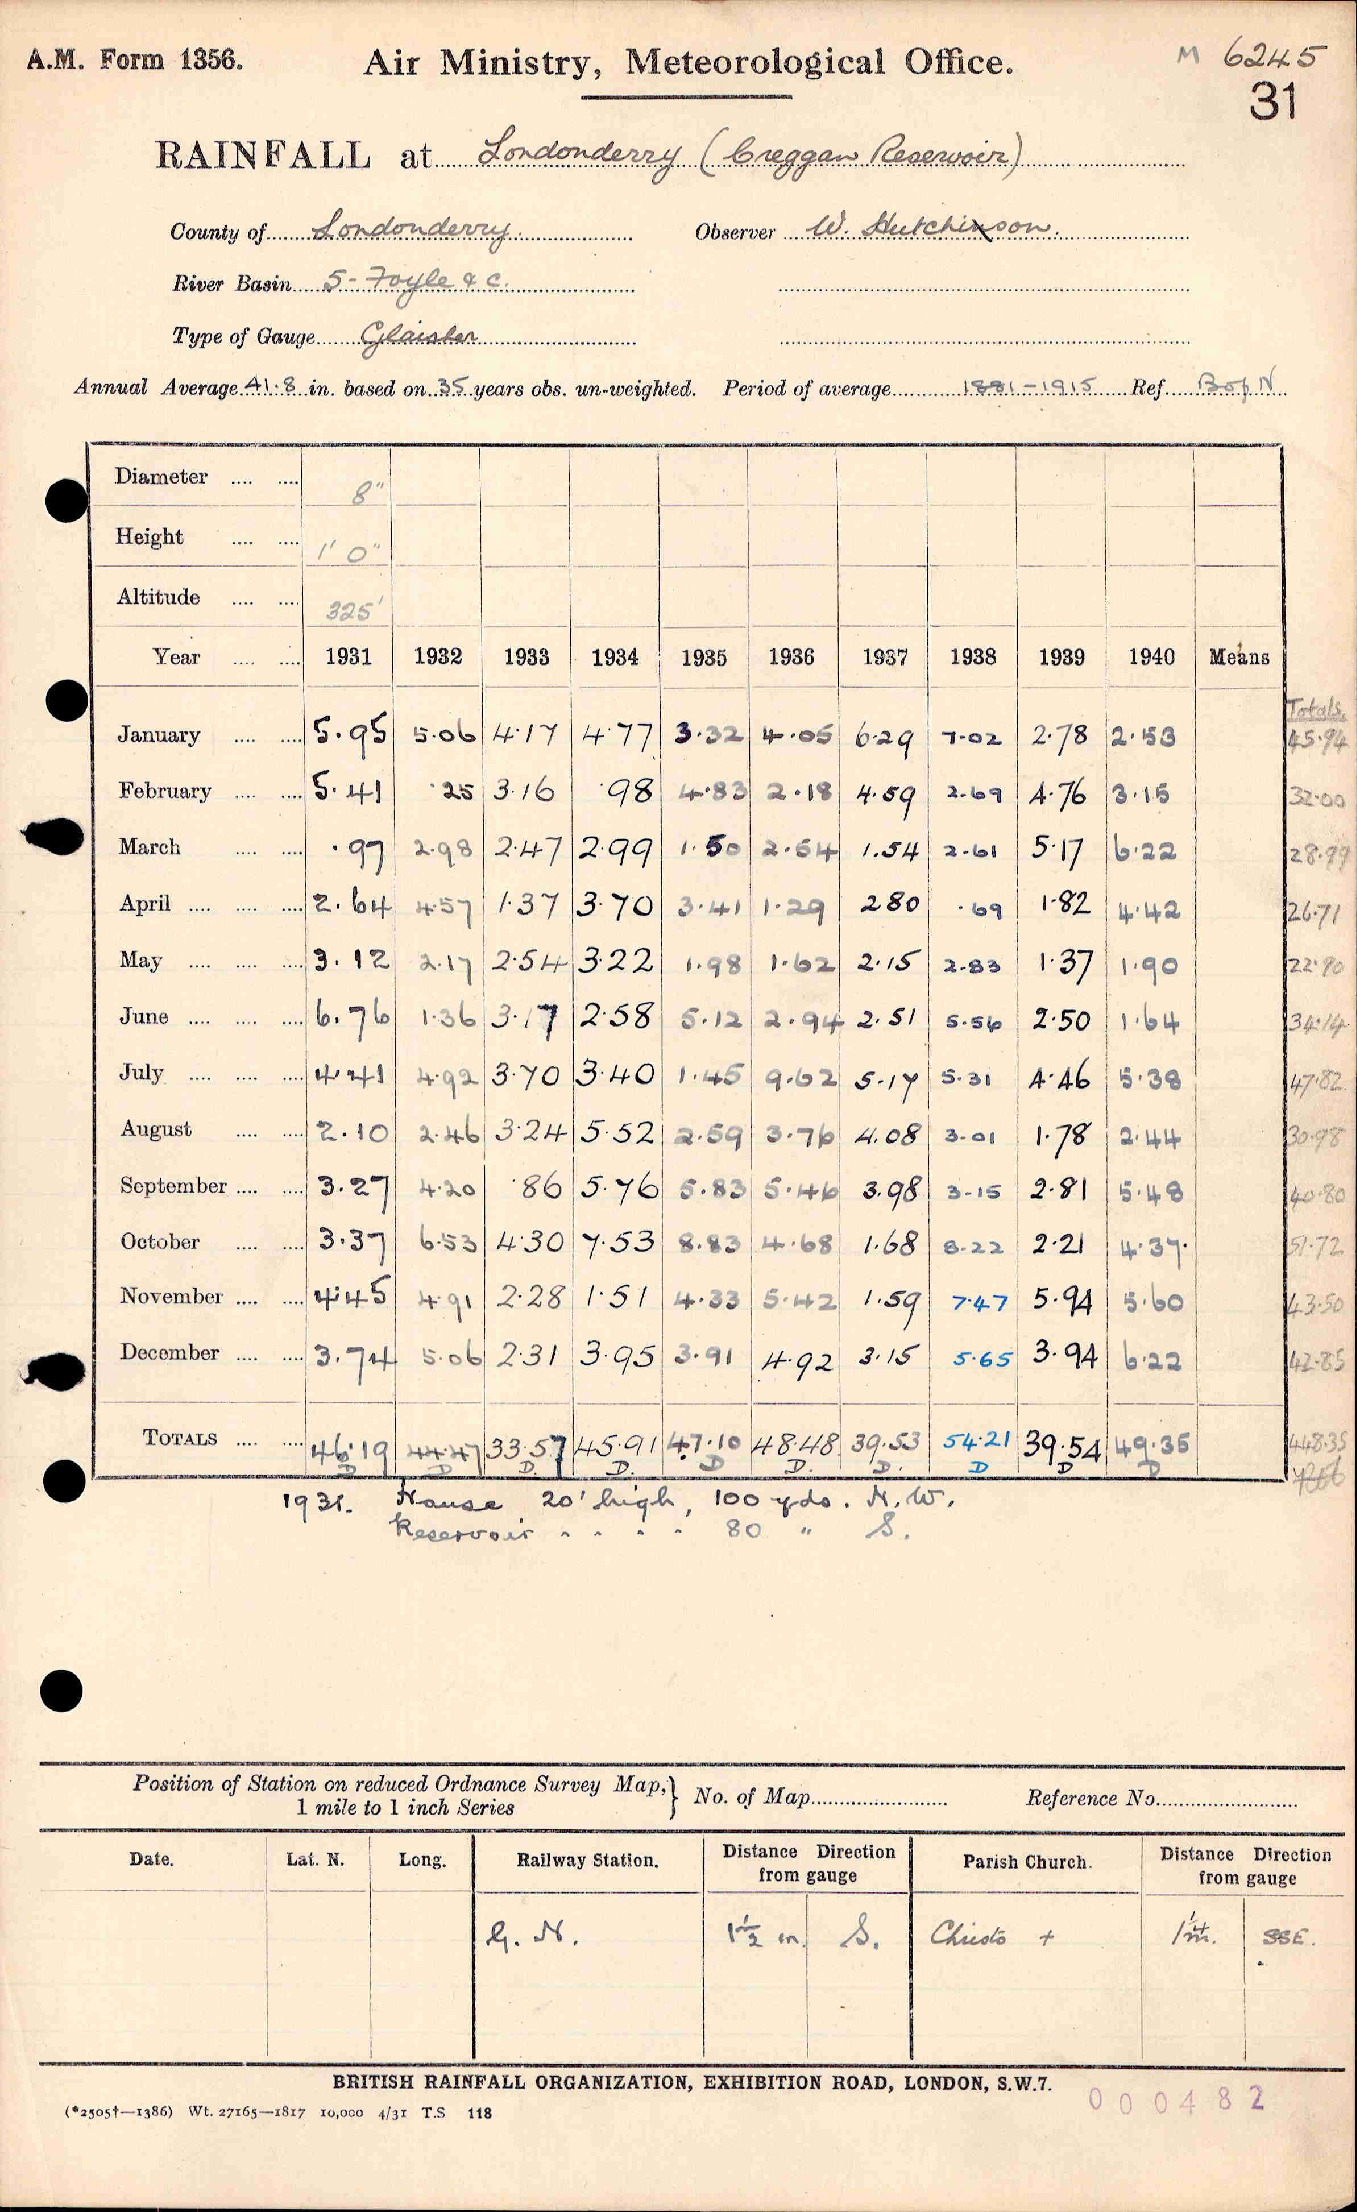 A.M. Form 1356.
Air Ministry, Meteorological Office.
M 6245
31
RAINFALL at Londonderry (Creggan Reservoir)
County of Londonderry. Observer W. Hutchinson.
River Basin 5 - Foyle & c.
Type of Gauge Glaisher
Annual Average 41.8 in. based on 35 years obs. un-weighted. Period of average 1881-1915 Ref.
Diameter .... .... 8"
Height .... .... 1' 0"
Altitude .... .... 325'
Year .... .... 1931 1932 1933 1934 1935 1936 1937 1938 1939 1940 Means
Totals.
January .... .... 5.95 5.06 4.17 4.77 3.32 4.05 6.29 7.02 2.78 2.53 45.94
February .... .... 5.41 .25 3.16 .98 4.83 2.18 4.59 2.69 4.76 3.15 32.00
March .... .... .97 2.98 2.47 2.99 1.50 2.54 1.54 2.61 5.17 6.22 28.99
April .... .... .... 2.64 4.57 1.37 3.70 3.41 1.29 2.80 .69 1.82 4.42 26.71
May .... .... .... 3.12 2.17 2.54 3.22 1.98 1.62 2.15 2.83 1.37 1.90 22.90
June .... .... .... 6.76 1.36 3.17 2.58 5.12 2.94 2.51 5.56 2.50 1.64 34.14
July .... .... .... 4.41 4.92 3.70 3.40 1.45 9.62 5.17 5.31 4.46 5.38 47.82
August .... .... 2.10 2.46 3.24 5.52 2.59 3.76 4.08 3.01 1.78 2.44 30.98
September .... .... 3.27 4.20 .86 5.76 5.83 5.46 3.98 3.15 2.81 5.48 40.80
October .... .... 3.37 6.53 4.30 7.53 8.83 4.68 1.68 8.22 2.21 4.37. 51.72
November .... .... 4.45 4.91 2.28 1.51 4.33 5.42 1.59 7.47 5.94 5.60 43.50
December .... .... 3.74 5.06 2.31 3.95 3.91 4.92 3.15 5.65 3.94 6.22 42.85
TOTALS .... .... 46.19 44.47 33.57 45.91 47.10 48.48 39.53 54.21 39.54 49.35 448.35
D D D. D. D D. D. D D D
1931. House 20' high, 100 yds. N.W.
Reservoir - - - - 80 " S.
Position of Station on reduced Ordnance Survey Map, } No. of Map Reference No.
1 mile to 1 inch Series
Date. Lat. N. Long. Railway Station. Distance Direction from gauge Parish Church. Distance Direction from gauge
G. N. 1½ m. S. Christs + 1¼ m. SSE.
BRITISH RAINFALL ORGANIZATION, EXHIBITION ROAD, LONDON, S.W.7.
000482
(*2505†—1386) Wt. 27165—1817 10,000 4/31 T.S 118